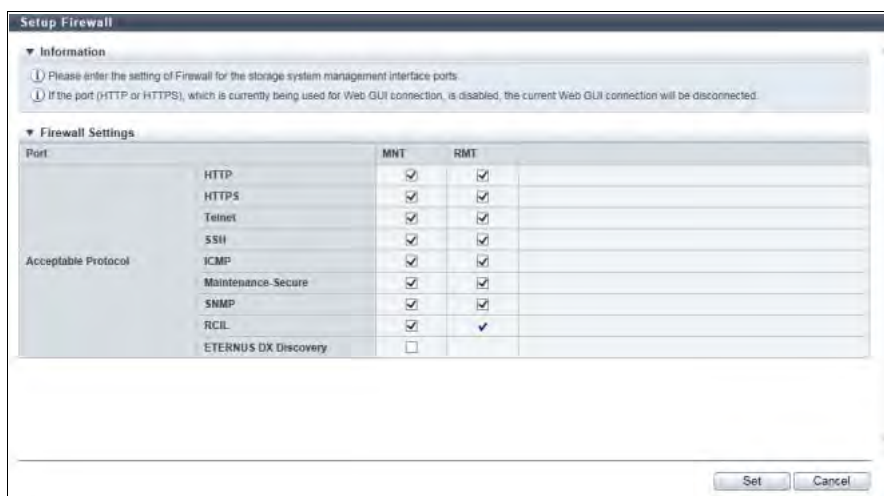 Setup Firewall
▼ Information
Please enter the setting of Firewall for the storage system management interface ports.
If the port (HTTP or HTTPS), which is currently being used for Web GUI connection, is disabled, the current Web GUI connection will be disconnected.
▼ Firewall Settings
Port MNT RMT
Acceptable Protocol
HTTP
HTTPS
Telnet
SSH
ICMP
Maintenance-Secure
SNMP
RCIL
ETERNUS DX Discovery
Set Cancel